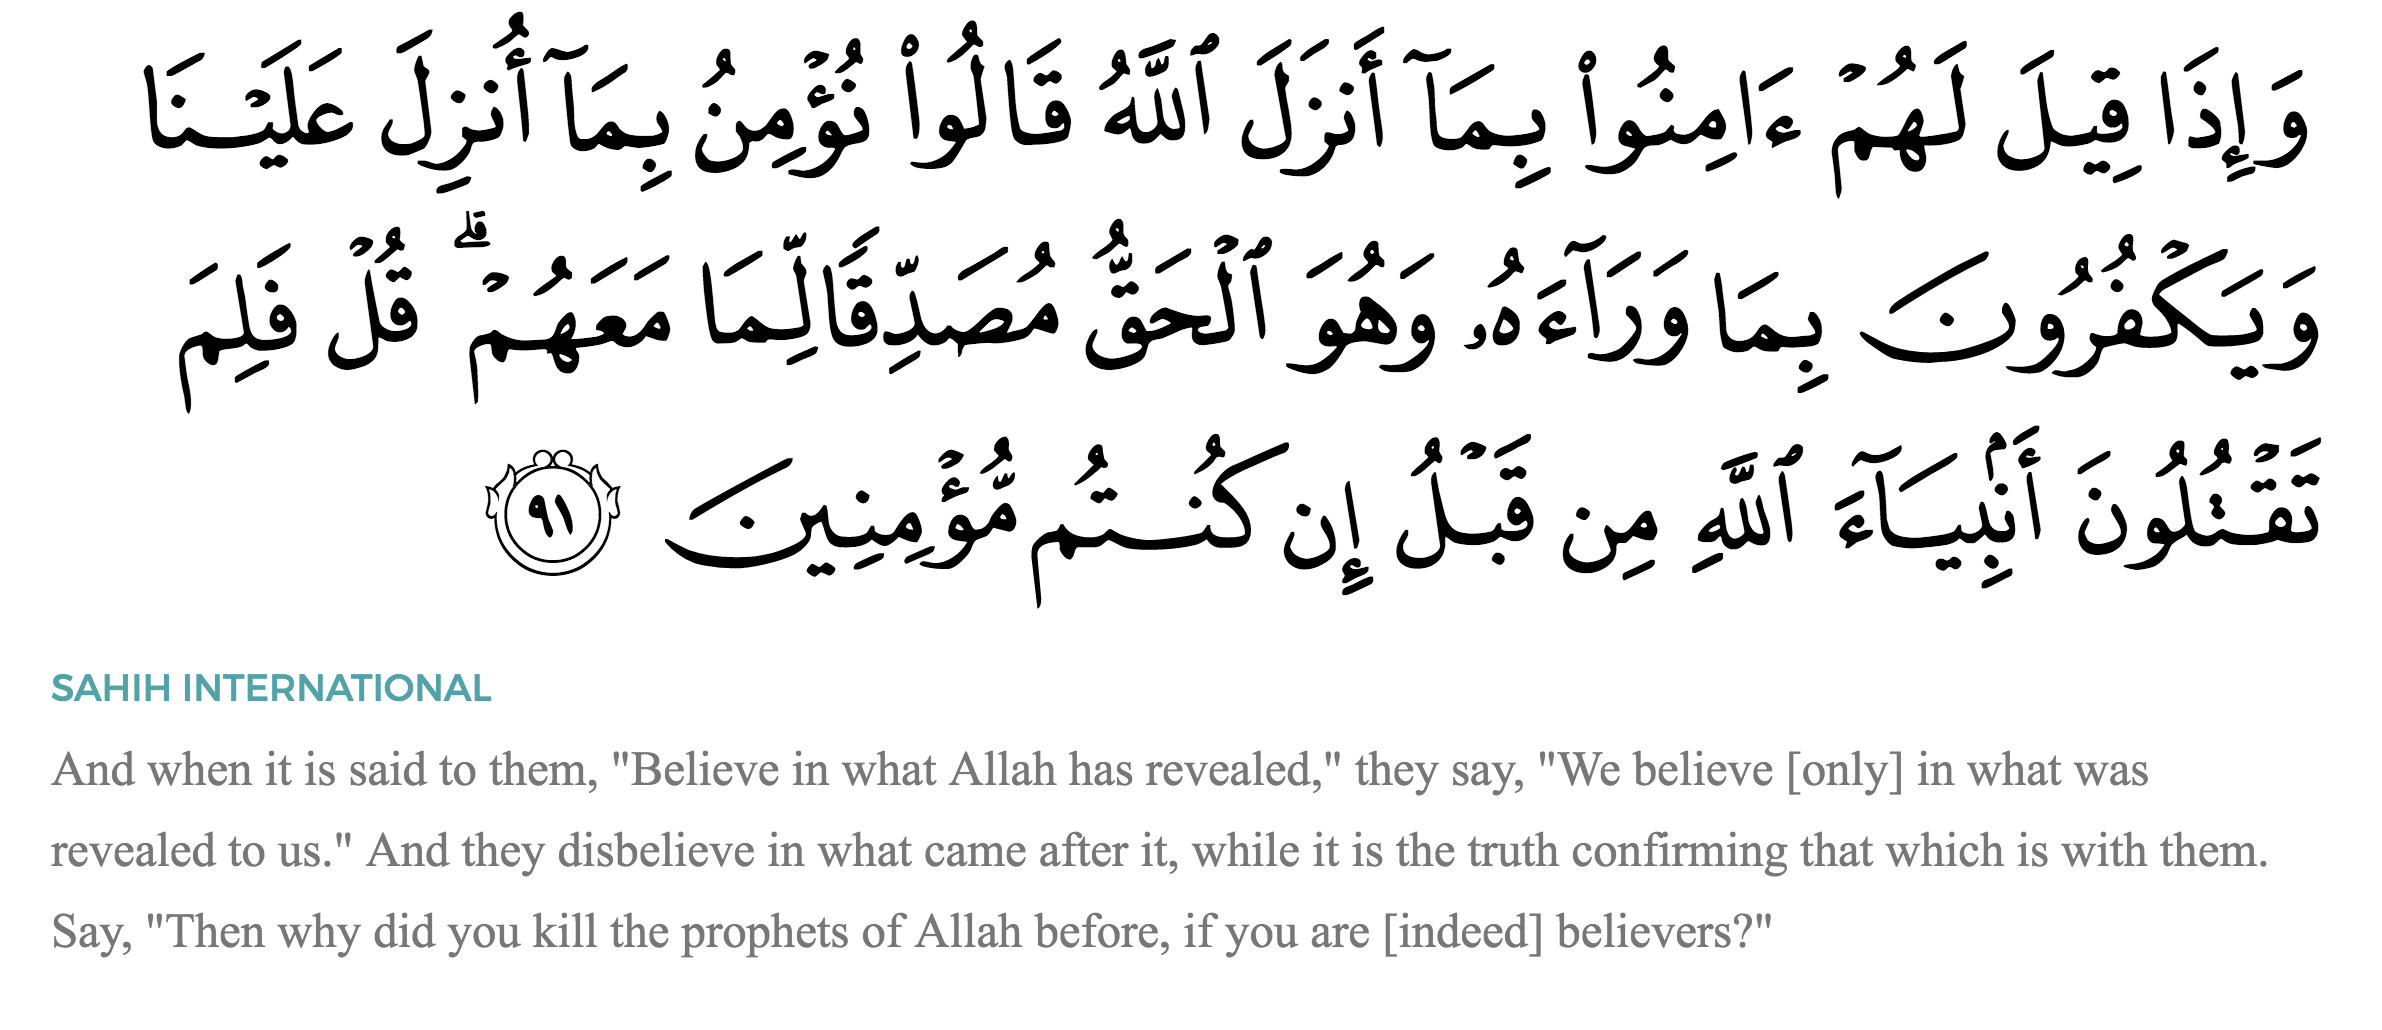 وَإِذَا قِيلَ لَهُمْ ءَامِنُوا۟ بِمَآ أَنزَلَ ٱللَّهُ قَالُوا۟ نُؤْمِنُ بِمَآ أُنزِلَ عَلَيْنَا
وَيَكْفُرُونَ بِمَا وَرَآءَهُۥ وَهُوَ ٱلْحَقُّ مُصَدِّقًا لِّمَا مَعَهُمْ ۗ قُلْ فَلِمَ
تَقْتُلُونَ أَنۢبِيَآءَ ٱللَّهِ مِن قَبْلُ إِن كُنتُم مُّؤْمِنِينَ ٩١
SAHIH INTERNATIONAL
And when it is said to them, "Believe in what Allah has revealed," they say, "We believe [only] in what was
revealed to us." And they disbelieve in what came after it, while it is the truth confirming that which is with them.
Say, "Then why did you kill the prophets of Allah before, if you are [indeed] believers?"